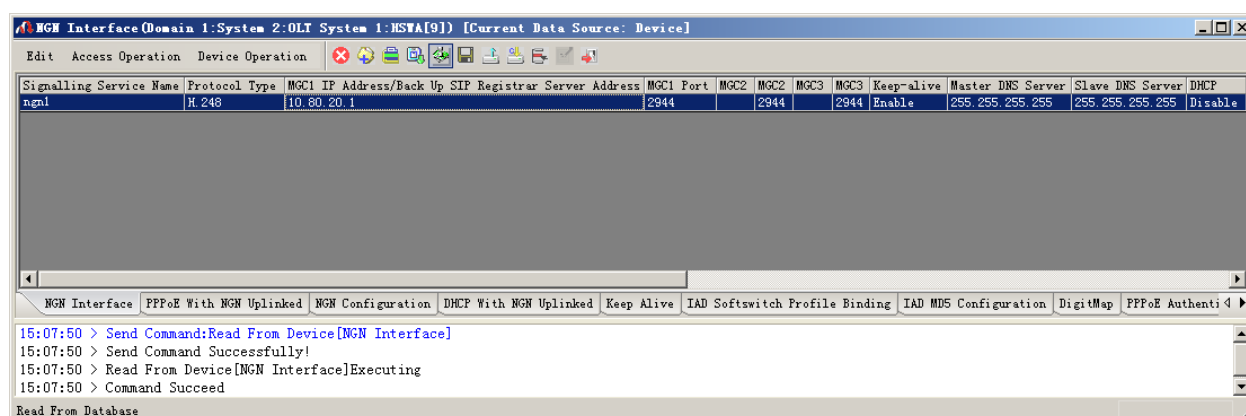 NGN Interface(Domain 1:System 2:OLT System 1:HSWA[9]) [Current Data Source: Device]
Edit Access Operation Device Operation
Signalling Service Name Protocol Type MGC1 IP Address/Back Up SIP Registrar Server Address MGC1 Port MGC2 MGC2 MGC3 MGC3 Keep-alive Master DNS Server Slave DNS Server DHCP
ngn1 H.248 10.80.20.1 2944 2944 2944 Enable 255.255.255.255 255.255.255.255 Disable
NGN Interface PPPoE With NGN Uplinked NGN Configuration DHCP With NGN Uplinked Keep Alive IAD Softswitch Profile Binding IAD MD5 Configuration DigitMap PPPoE Authenti
15:07:50 > Send Command:Read From Device[NGN Interface]
15:07:50 > Send Command Successfully!
15:07:50 > Read From Device[NGN Interface]Executing
15:07:50 > Command Succeed
Read From Database